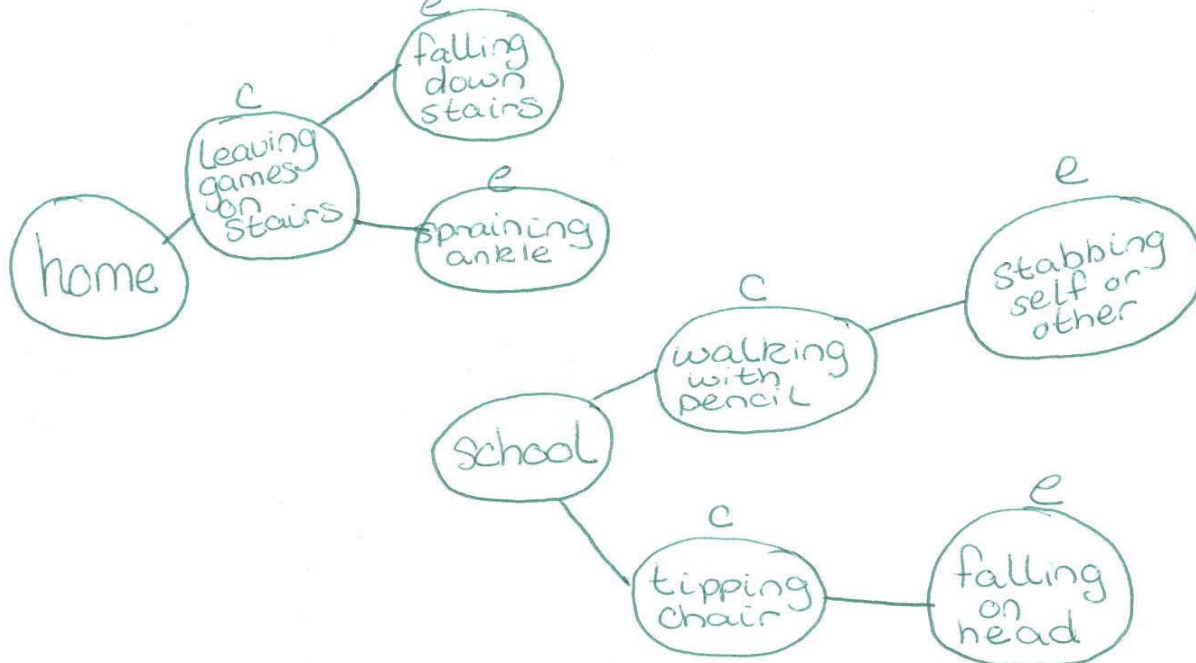 e
falling
down
stairs
c
leaving
games
on
stairs
e
spraining
ankle
home
e
stabbing
self or
other
c
walking
with
pencil
school
c
tipping
chair
e
falling
on
head